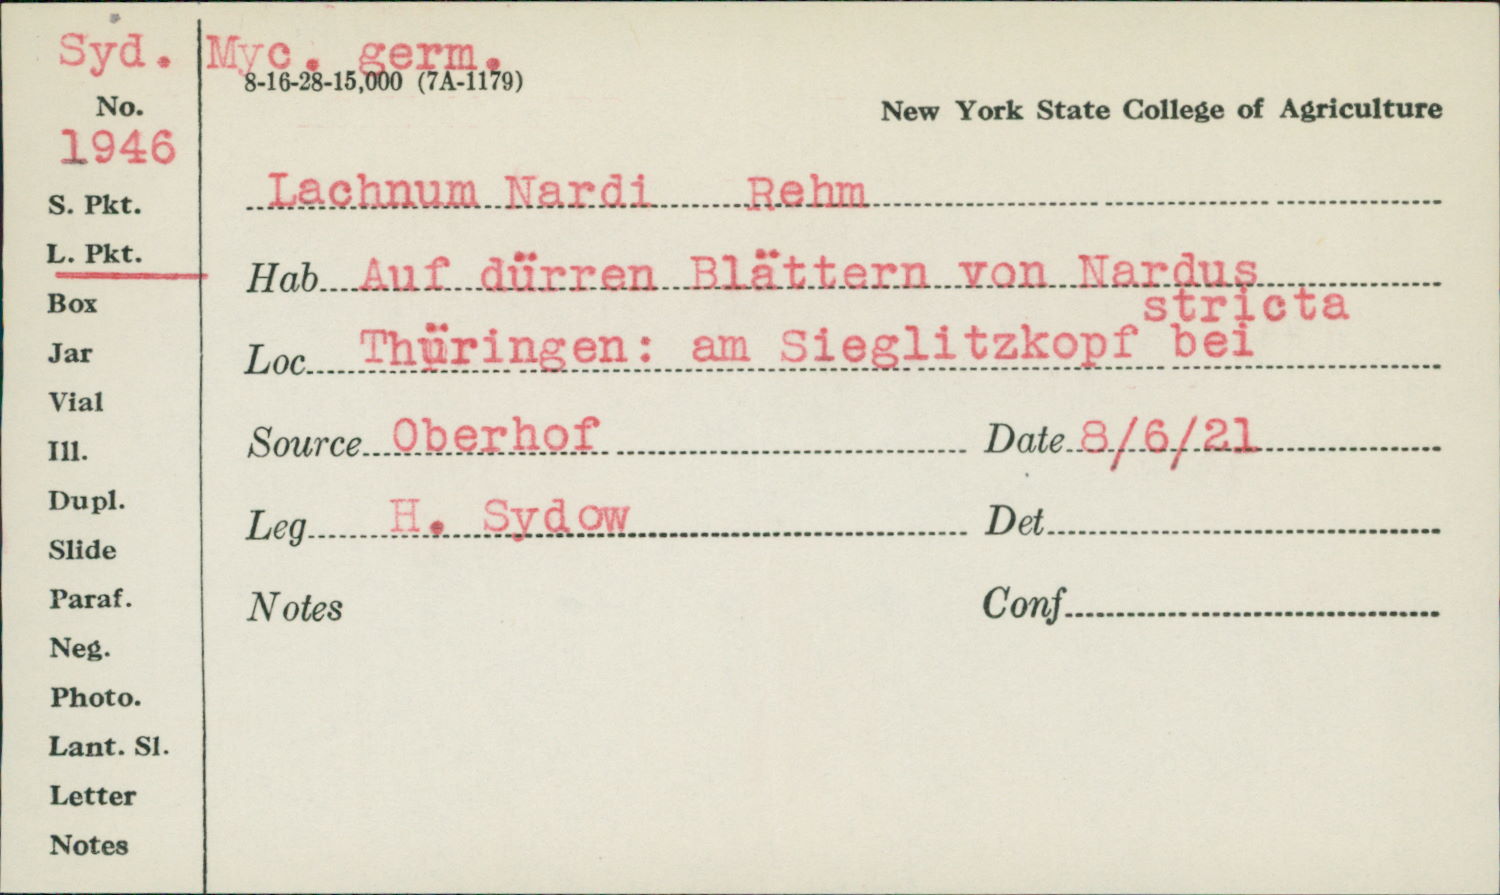 Syd. Myc. germ.
8-16-28-15,000 (7A-1179)
No.
New York State College of Agriculture
1946
Lachnum Nardi Rehm
S. Pkt.
L. Pkt.
Hab. Auf dürren Blättern von Nardus
stricta
Box
Loc. Thüringen: am Sieglitzkopf bei
Jar
Vial
Source Oberhof Date 8/6/21
Ill.
Dupl.
Leg. H. Sydow Det.
Slide
Paraf.
Notes Conf.
Neg.
Photo.
Lant. Sl.
Letter
Notes